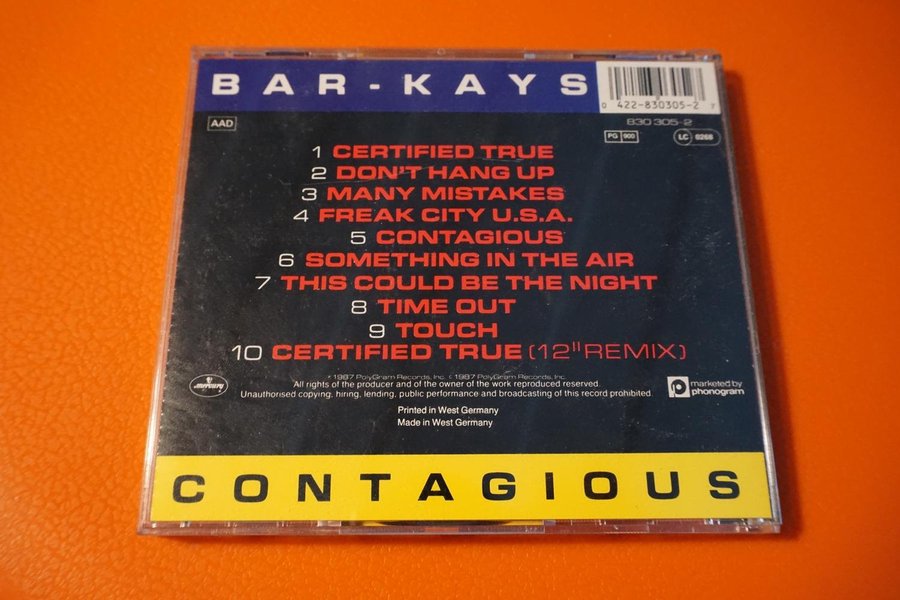 BAR-KAYS
0 422-830305-2 7
AAD
830 305-2
PG 900
LC 0268
1 CERTIFIED TRUE
2 DON'T HANG UP
3 MANY MISTAKES
4 FREAK CITY U.S.A.
5 CONTAGIOUS
6 SOMETHING IN THE AIR
7 THIS COULD BE THE NIGHT
8 TIME OUT
9 TOUCH
10 CERTIFIED TRUE (12" REMIX)
℗ 1987 PolyGram Records, Inc. © 1987 PolyGram Records, Inc.
All rights of the producer and of the owner of the work reproduced reserved.
Unauthorised copying, hiring, lending, public performance and broadcasting of this record prohibited.
mercury
marketed by
phonogram
Printed in West Germany
Made in West Germany
CONTAGIOUS